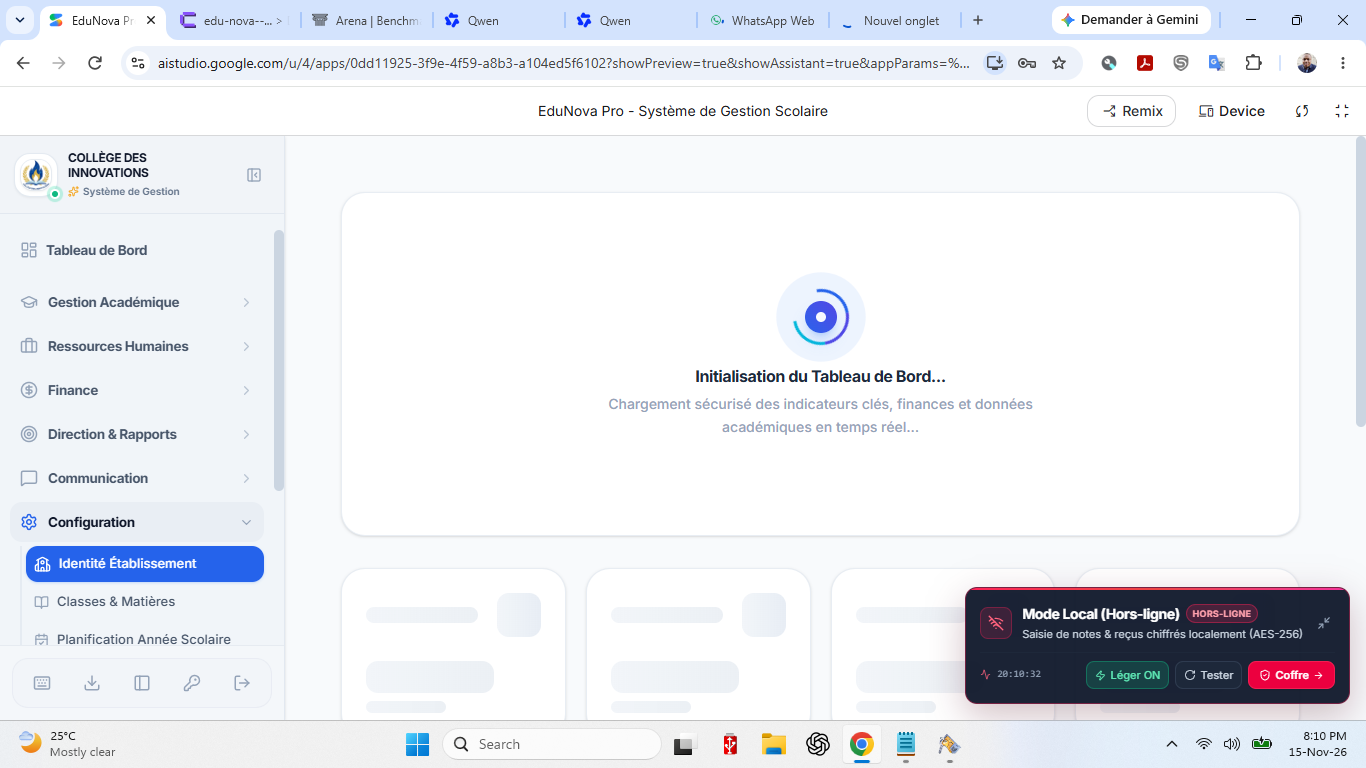 EduNova Pr
edu-nova--... >
Arena | Benchm
Qwen
Qwen
WhatsApp Web
Nouvel onglet
Demander à Gemini
aistudio.google.com/u/4/apps/0dd11925-3f9e-4f59-a8b3-a104ed5f6102?showPreview=true&showAssistant=true&appParams=%...
EduNova Pro - Système de Gestion Scolaire
Remix
Device
COLLÈGE DES
INNOVATIONS
Système de Gestion
Tableau de Bord
Gestion Académique
Ressources Humaines
Finance
Direction & Rapports
Communication
Configuration
Identité Établissement
Classes & Matières
Planification Année Scolaire
Initialisation du Tableau de Bord...
Chargement sécurisé des indicateurs clés, finances et données
académiques en temps réel...
Mode Local (Hors-ligne) HORS-LIGNE
Saisie de notes & reçus chiffrés localement (AES-256)
20:10:32
Léger ON
Tester
Coffre →
25°C
Mostly clear
Search
8:10 PM
15-Nov-26